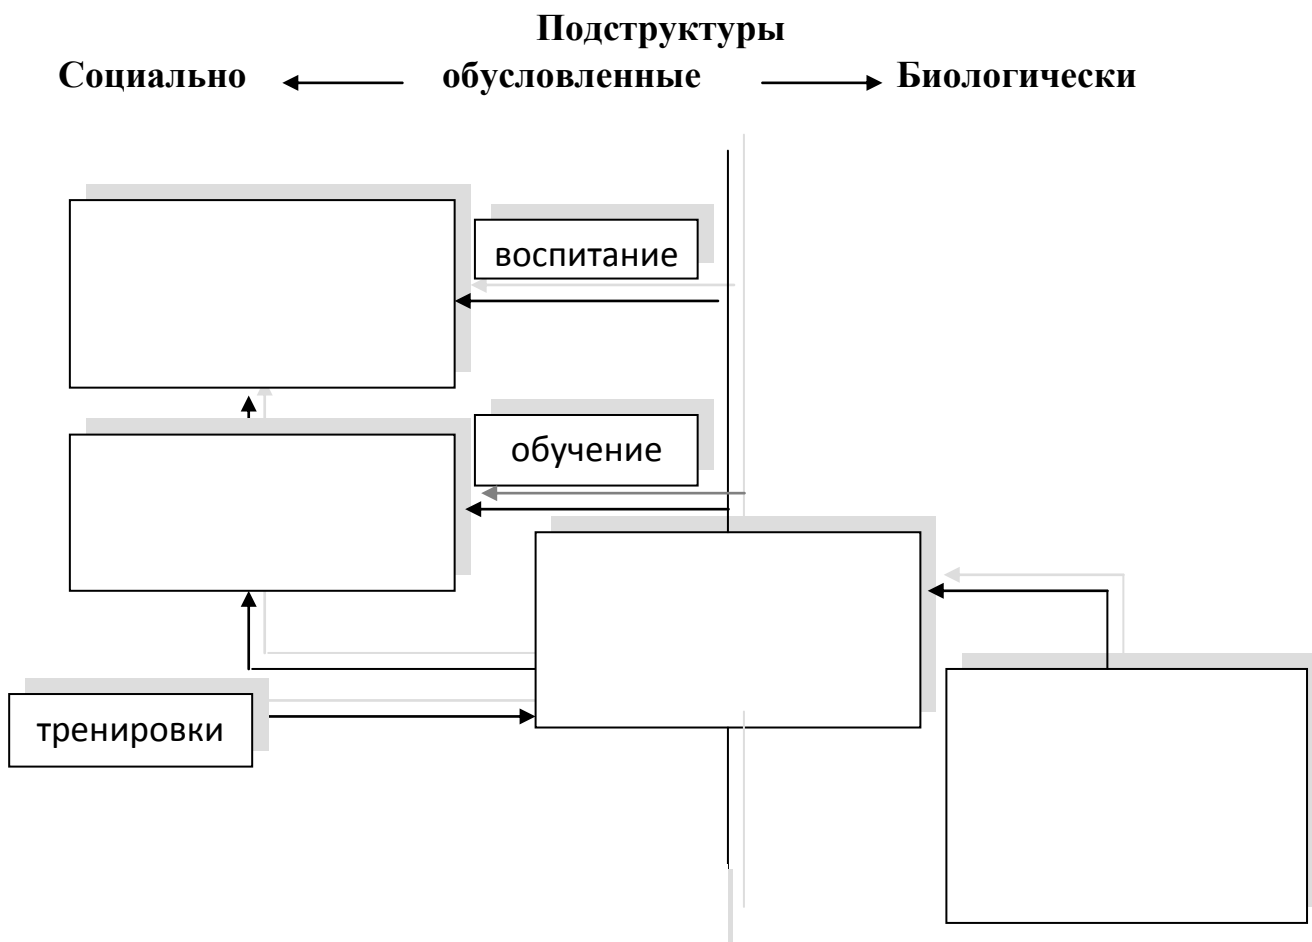 Подструктуры
Социально обусловленные Биологически
воспитание
обучение
тренировки